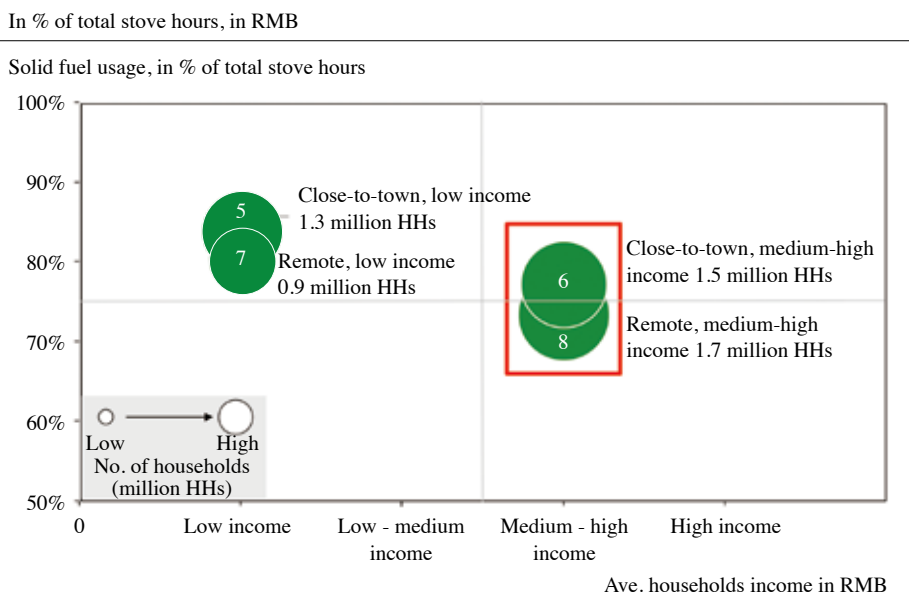 In % of total stove hours, in RMB
Solid fuel usage, in % of total stove hours
100%
90%
80%
70%
60%
50%
5
Close-to-town, low income
1.3 million HHs
7
Remote, low income
0.9 million HHs
6
Close-to-town, medium-high
income 1.5 million HHs
8
Remote, medium-high
income 1.7 million HHs
Low
High
No. of households
(million HHs)
0
Low income
Low - medium
income
Medium - high
income
High income
Ave. households income in RMB